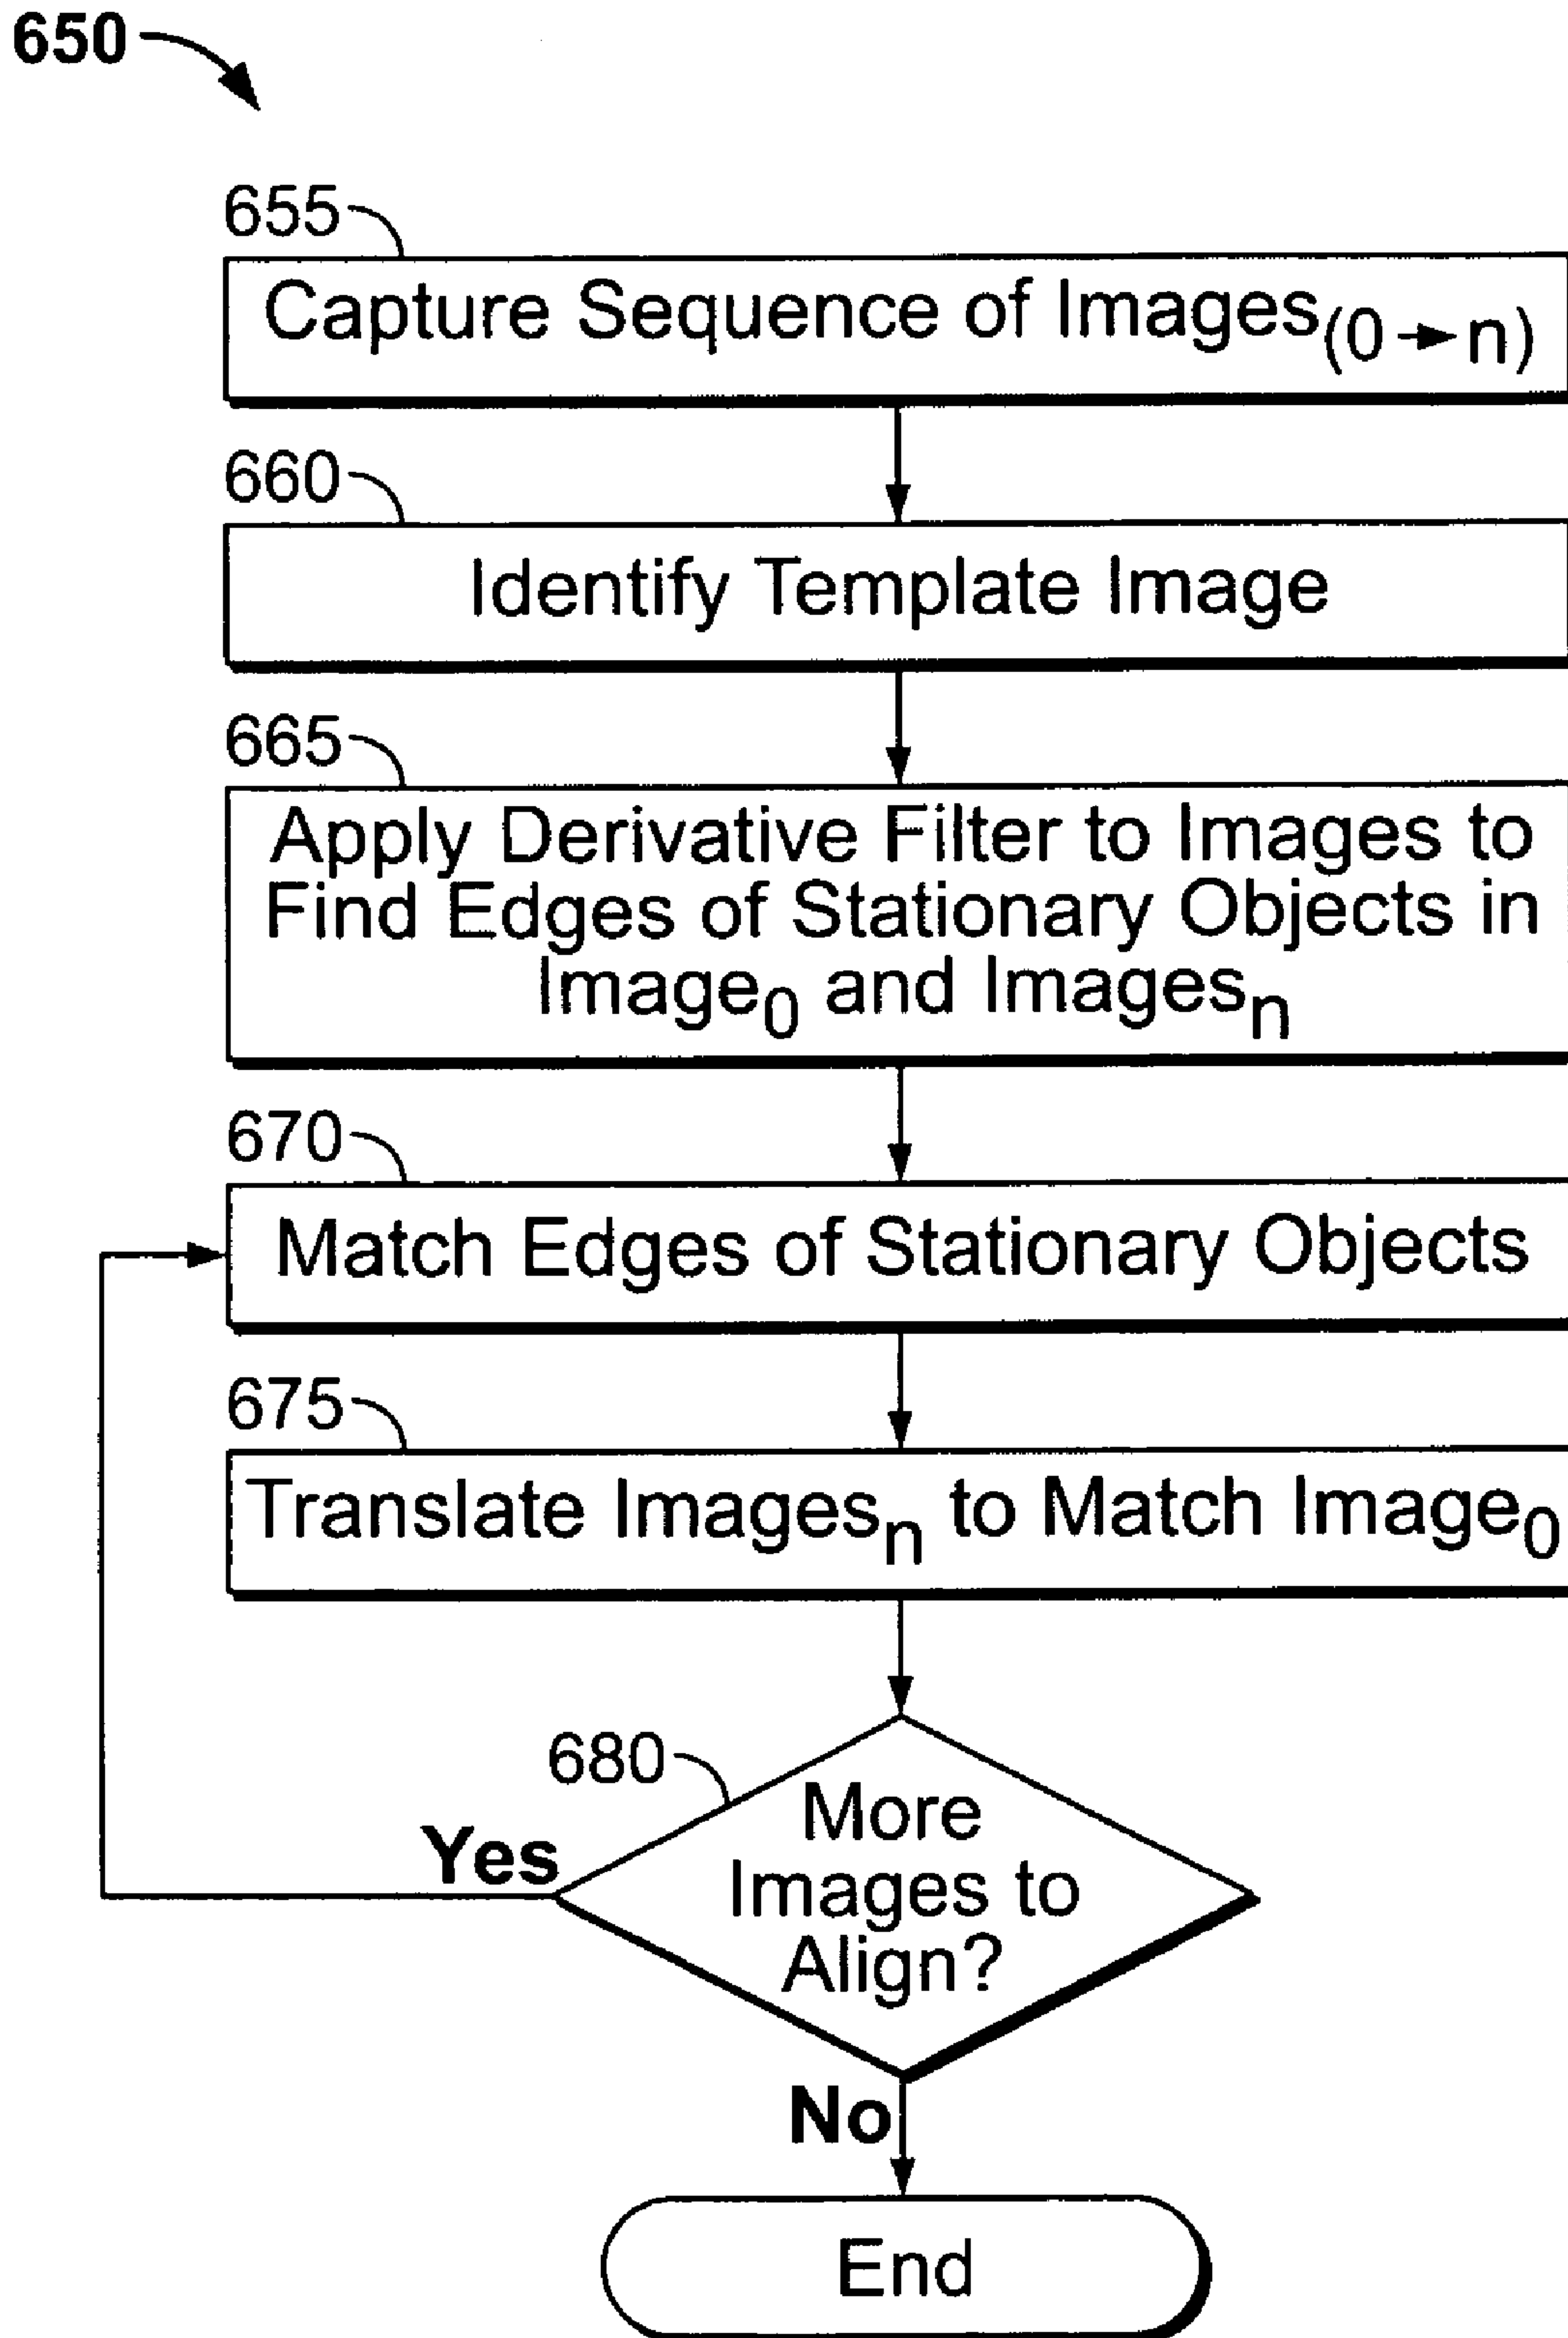 650
655
Capture Sequence of Images(0→n)
660
Identify Template Image
665
Apply Derivative Filter to Images to
Find Edges of Stationary Objects in
Image0 and Imagesn
670
Match Edges of Stationary Objects
675
Translate Imagesn to Match Image0
680
More
Images to
Align?
Yes
No
End